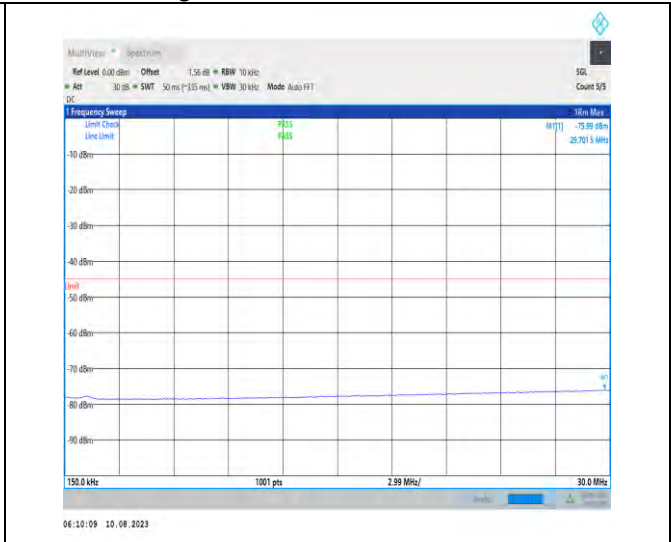 MultiView Spectrum
Ref Level 0.00 dBm Offset 1.56 dB RBW 10 kHz SGL
Att 30 dB SWT 50 ms (~335 ms) VBW 30 kHz Mode Auto FFT Count 5/5
DC
1 Frequency Sweep 1Rm Max
Limit Check PASS M1[1] -75.99 dBm
Line Limit PASS 29.701 5 MHz
-10 dBm
-20 dBm
-30 dBm
-40 dBm
Limit
-50 dBm
-60 dBm
-70 dBm
M1
-80 dBm
-90 dBm
150.0 kHz 1001 pts 2.99 MHz/ 30.0 MHz
06:10:09 10.08.2023